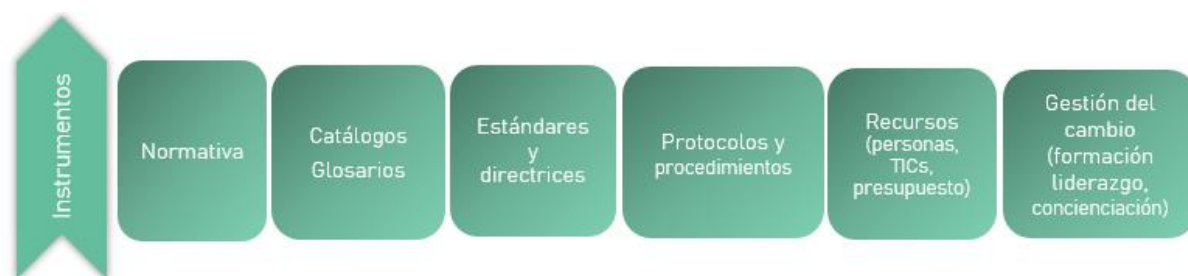 Instrumentos
Normativa
Catálogos
Glosarios
Estándares
y
directrices
Protocolos y
procedimientos
Recursos
(personas,
TICs,
presupuesto)
Gestión del
cambio
(formación
liderazgo,
concienciación)